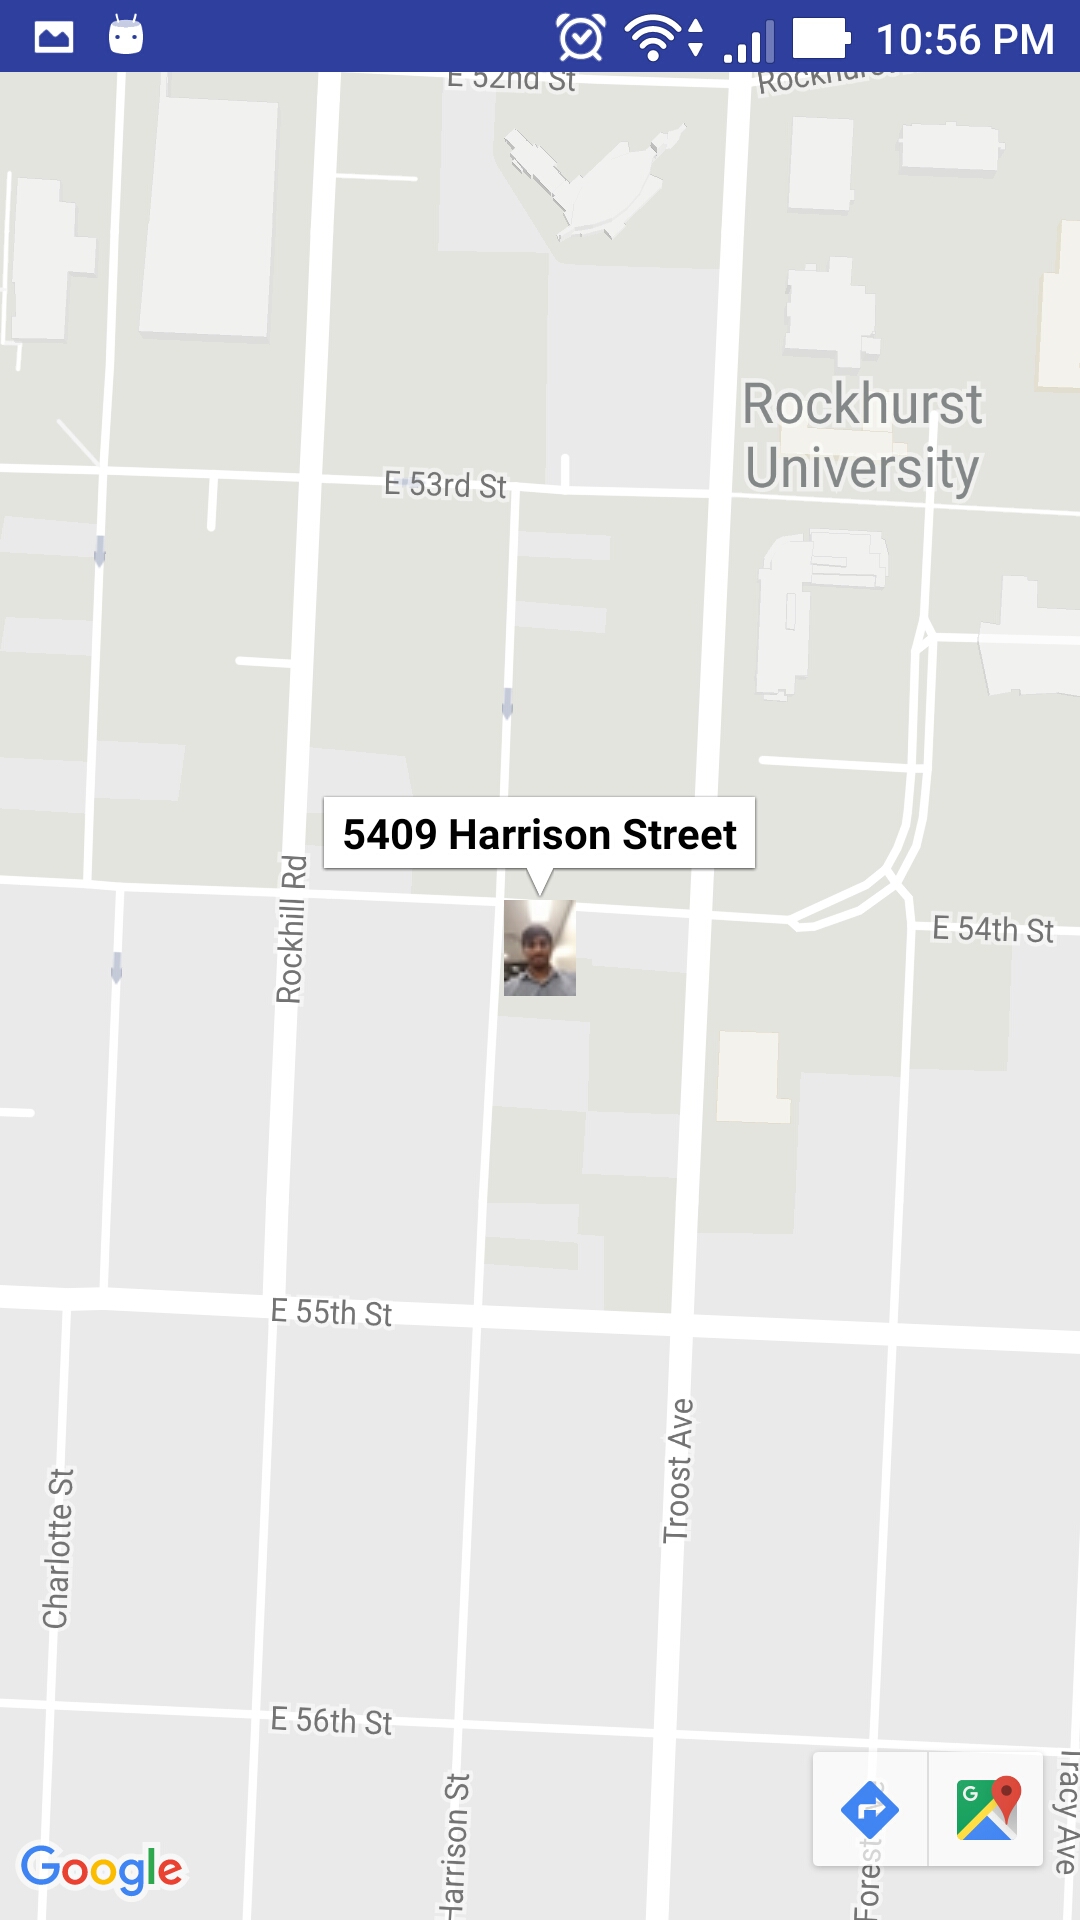 10:56 PM
E 52nd St
Rockhurst
University
E 53rd St
5409 Harrison Street
Rockhill Rd
E 54th St
E 55th St
Troost Ave
Charlotte St
E 56th St
Harrison St
Tracy Ave
G
Google